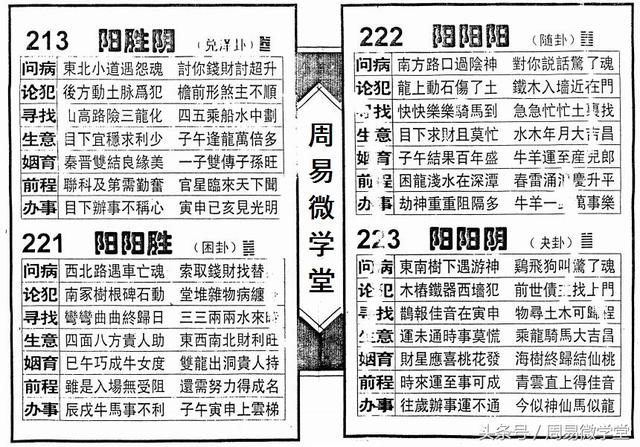 213 阳胜阴 (兑泽卦)
问病 東北小道遇怨魂 討你錢財討超升
论犯 後方動土脉爲犯 檐前形煞主不順
寻找 山高路險三龍化 四五乘船水中劃
生意 目下宜穩求利少 子午逢龍萬倍多
姻育 秦晋雙結良緣美 一子雙傳子孫旺
前程 聯科及第需勤奮 官星臨來天下聞
办事 目下辦事不稱心 寅申已亥見光明
221 阳阳胜 (困卦)
问病 西北路遇車亡魂 索取錢財找替
论犯 南冢樹根碑石動 堂堆雜物病纏
寻找 彎彎曲曲終歸日 三三兩兩水來
生意 四面八方貴人助 東西南北財利旺
姻育 巳午巧成牛女度 雙龍出洞貴人持
前程 雖是入場無受阻 還需努力得成名
办事 辰戌牛馬事不利 子午寅申上雲梯
周易微学堂
222 阳阳阳 (随卦)
问病 南方路口過陰神 對你說話驚了魂
论犯 龍上動石傷了土 鐵木入墻近在門
寻找 快快樂樂騎馬到 急急忙忙土裏找
生意 目下求財且莫忙 水木年月大吉昌
姻育 子午結果百年盛 牛羊運至産兒郎
前程 困龍淺水在深潭 春雷涌浪慶升平
办事 劫神重重阻隔多 牛羊一 萬事樂
223 阳阳阴 (夬卦)
问病 東南樹下遇游神 鷄飛狗叫驚了魂
论犯 木樁鐵器西墻犯 前世債主找上門
寻找 鵲報佳音在寅申 物尋土木可歸程
生意 運未通時事莫慌 乘龍騎馬大吉昌
姻育 財星應喜桃花發 海樹終歸結仙桃
前程 時來運至事可成 青雲直上得佳音
办事 往歲辦事運不通 今似神仙馬似龍
头条号 / 周易微学堂